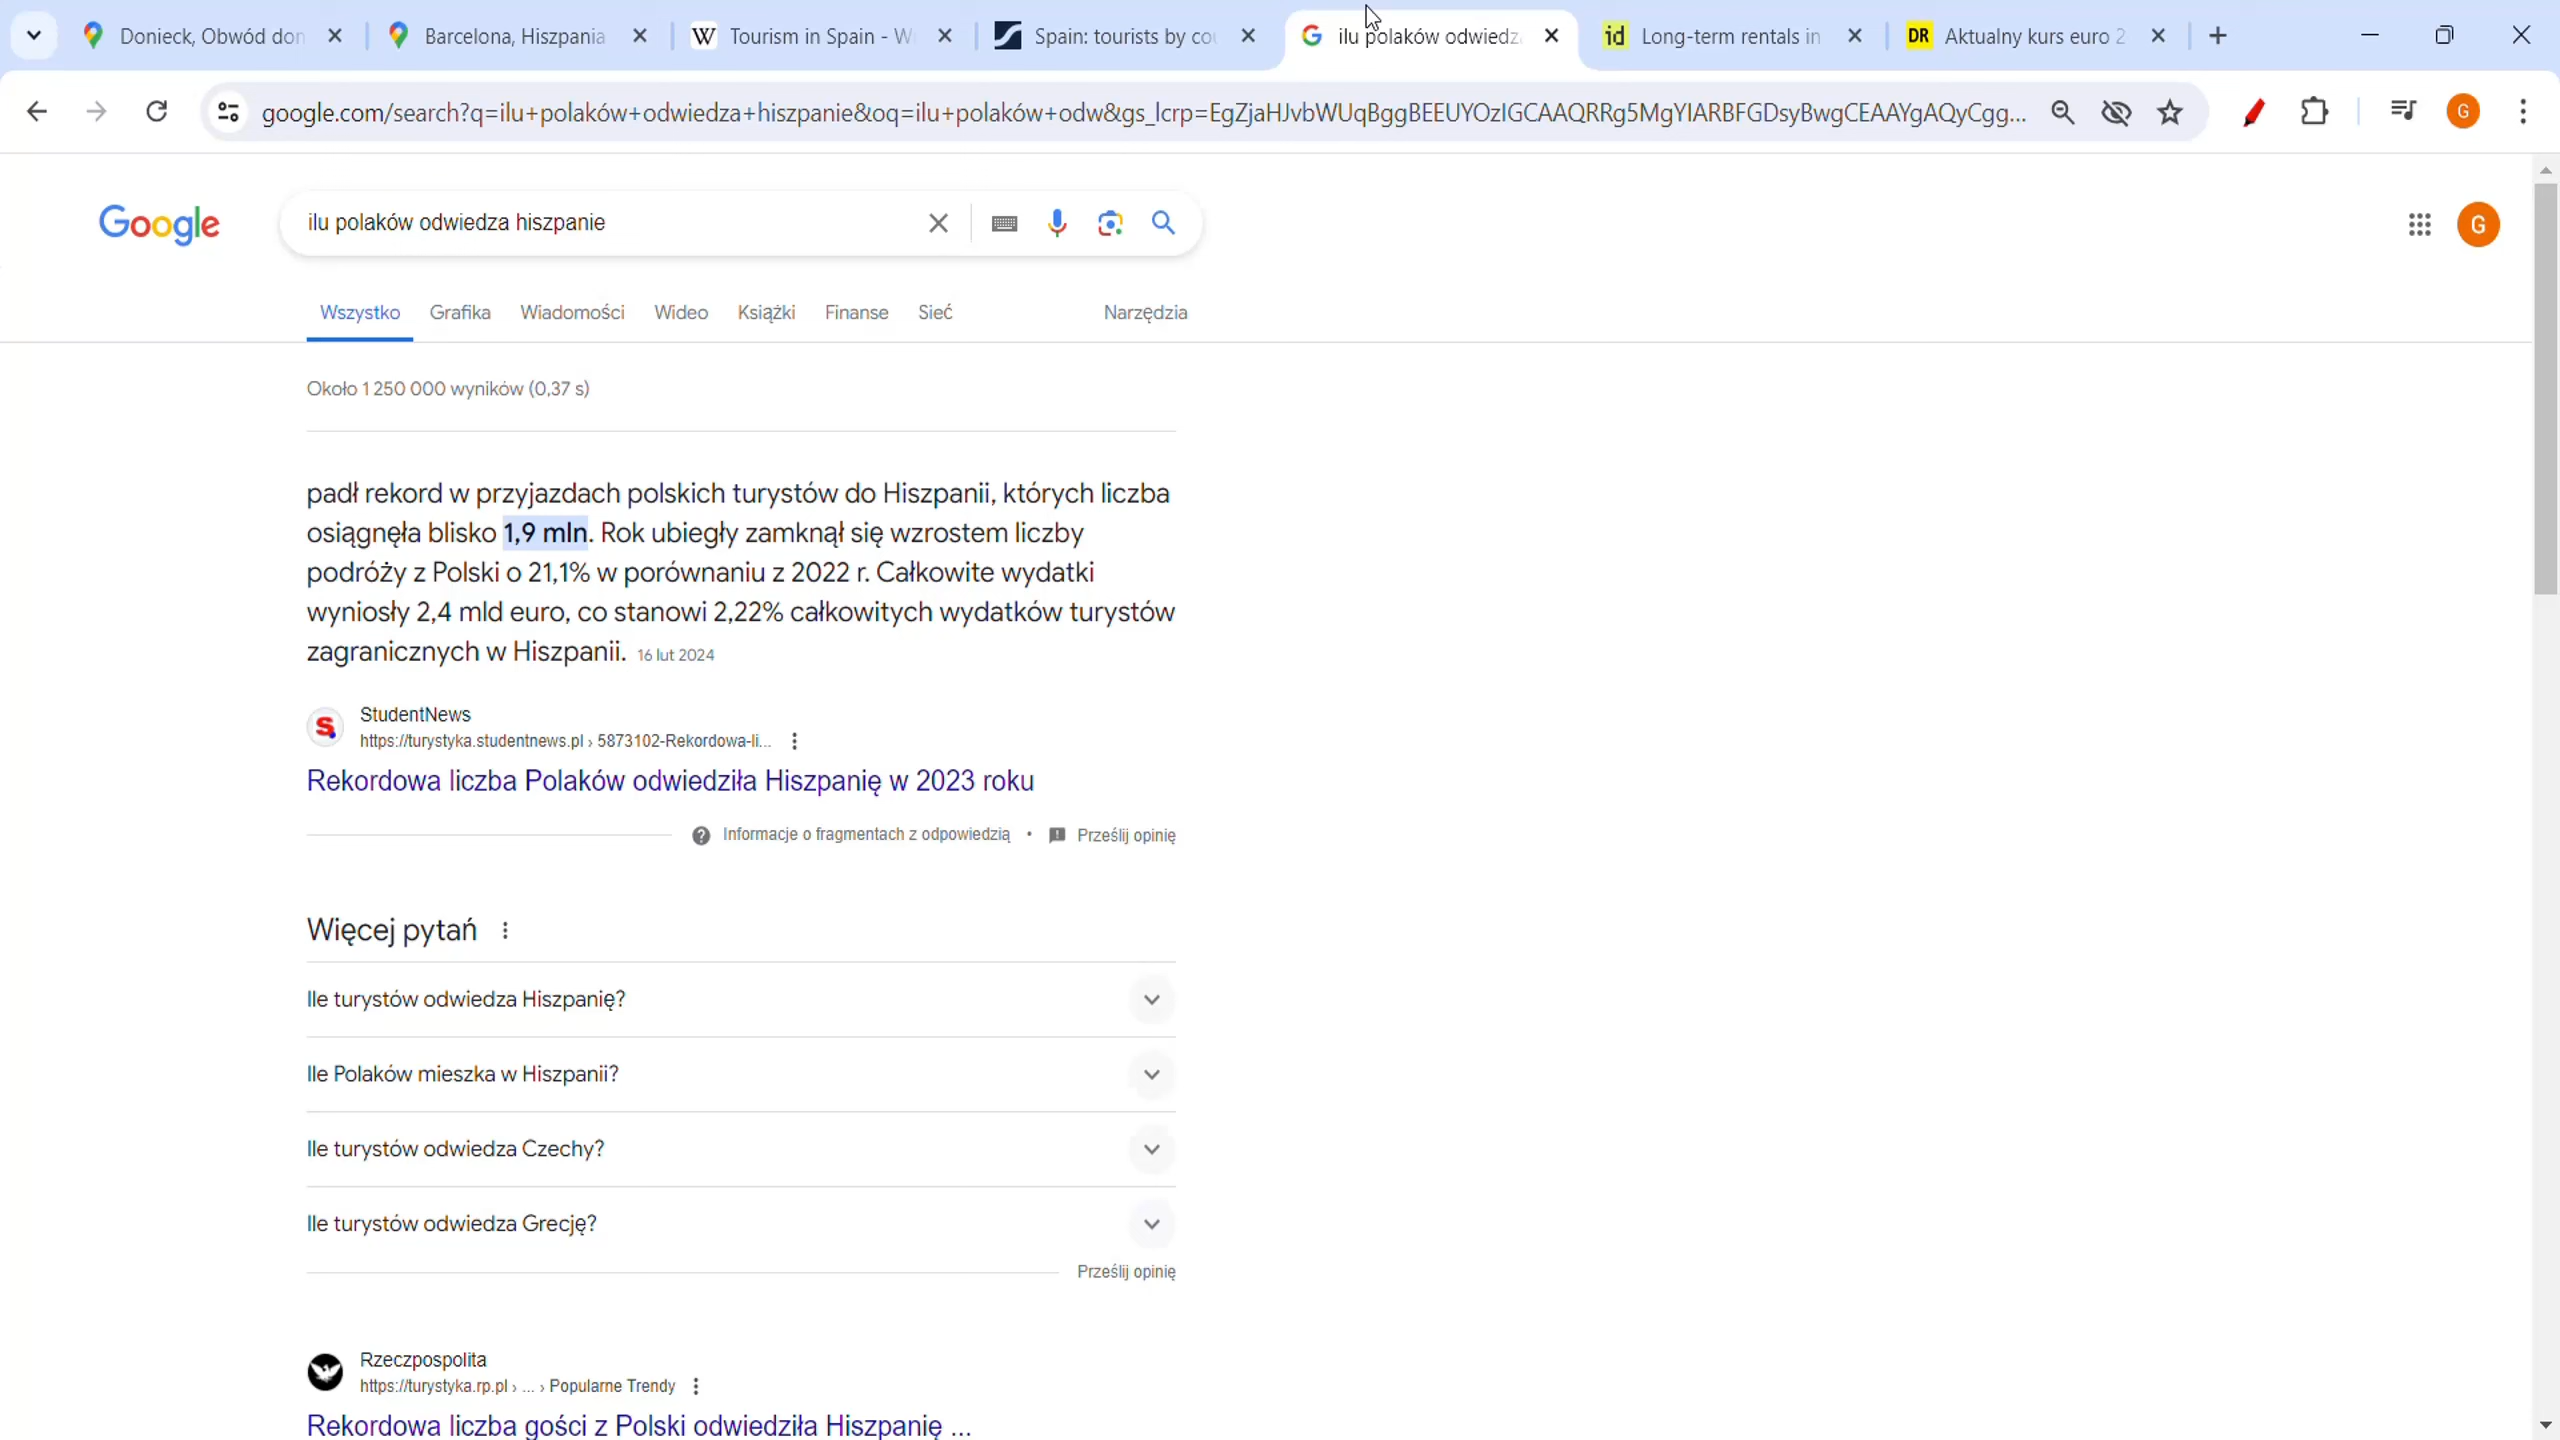 Donieck, Obwód don
Barcelona, Hiszpania
W Tourism in Spain - W
Spain: tourists by cou
ilu polaków odwiedz
id Long-term rentals in
DR Aktualny kurs euro 2
google.com/search?q=ilu+polaków+odwiedza+hiszpanie&oq=ilu+polaków+odw&gs_lcrp=EgZjaHJvbWUqBggBEEUYOzIGCAAQRRg5MgYIARBFGDsyBwgCEAAYgAQyCgg...
G
Google
ilu polaków odwiedza hiszpanie
G
Wszystko Grafika Wiadomości Wideo Książki Finanse Sieć Narzędzia
Około 1 250 000 wyników (0,37 s)
padł rekord w przyjazdach polskich turystów do Hiszpanii, których liczba
osiągnęła blisko 1,9 mln. Rok ubiegły zamknął się wzrostem liczby
podróży z Polski o 21,1% w porównaniu z 2022 r. Całkowite wydatki
wyniosły 2,4 mld euro, co stanowi 2,22% całkowitych wydatków turystów
zagranicznych w Hiszpanii. 16 lut 2024
StudentNews
https://turystyka.studentnews.pl › 5873102-Rekordowa-li...
Rekordowa liczba Polaków odwiedziła Hiszpanię w 2023 roku
Informacje o fragmentach z odpowiedzią • Prześlij opinię
Więcej pytań
Ile turystów odwiedza Hiszpanię?
Ile Polaków mieszka w Hiszpanii?
Ile turystów odwiedza Czechy?
Ile turystów odwiedza Grecję?
Prześlij opinię
Rzeczpospolita
https://turystyka.rp.pl › ... › Popularne Trendy
Rekordowa liczba gości z Polski odwiedziła Hiszpanię ...